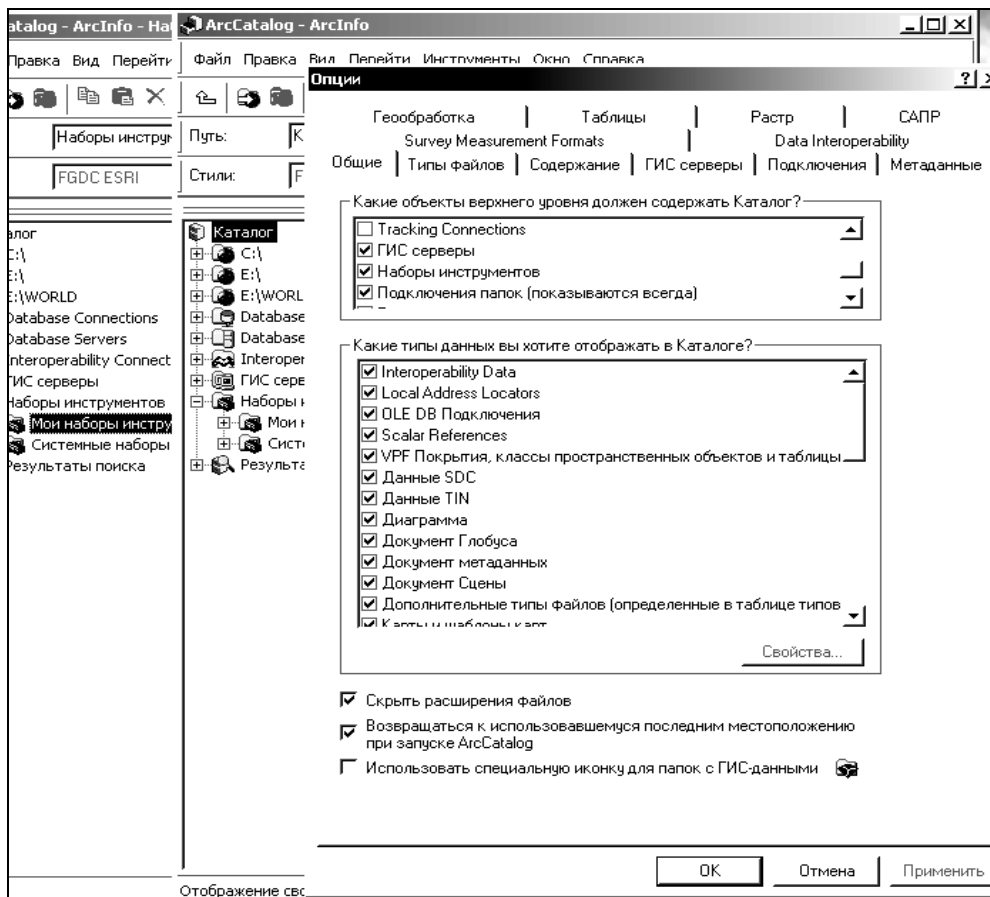 atalog - ArcInfo - На
Правка Вид Перейти
Наборы инструм
FGDC ESRI
алог
C:\
E:\
E:\WORLD
Database Connections
Database Servers
Interoperability Connect
ГИС серверы
Наборы инструментов
Мои наборы инстру
Системные наборы
Результаты поиска
ArcCatalog - ArcInfo
Файл Правка Вид Перейти Инструменты Окно Справка
Путь: К
Стили: F
Каталог
C:\
E:\
E:\WORL
Database
Database
Interoper
ГИС серве
Наборы и
Мои н
Систе
Результа
Отображение сво
Опции
Геообработка Таблицы Растр САПР
Survey Measurement Formats Data Interoperability
Общие Типы файлов Содержание ГИС серверы Подключения Метаданные
Какие объекты верхнего уровня должен содержать Каталог?
Tracking Connections
ГИС серверы
Наборы инструментов
Подключения папок (показываются всегда)
Какие типы данных вы хотите отображать в Каталоге?
Interoperability Data
Local Address Locators
OLE DB Подключения
Scalar References
VPF Покрытия, классы пространственных объектов и таблицы
Данные SDC
Данные TIN
Диаграмма
Документ Глобуса
Документ метаданных
Документ Сцены
Дополнительные типы файлов (определенные в таблице типов
Карты и шаблоны карт
Свойства...
Скрыть расширения файлов
Возвращаться к использовавшемуся последним местоположению
при запуске ArcCatalog
Использовать специальную иконку для папок с ГИС-данными
OK Отмена Применить